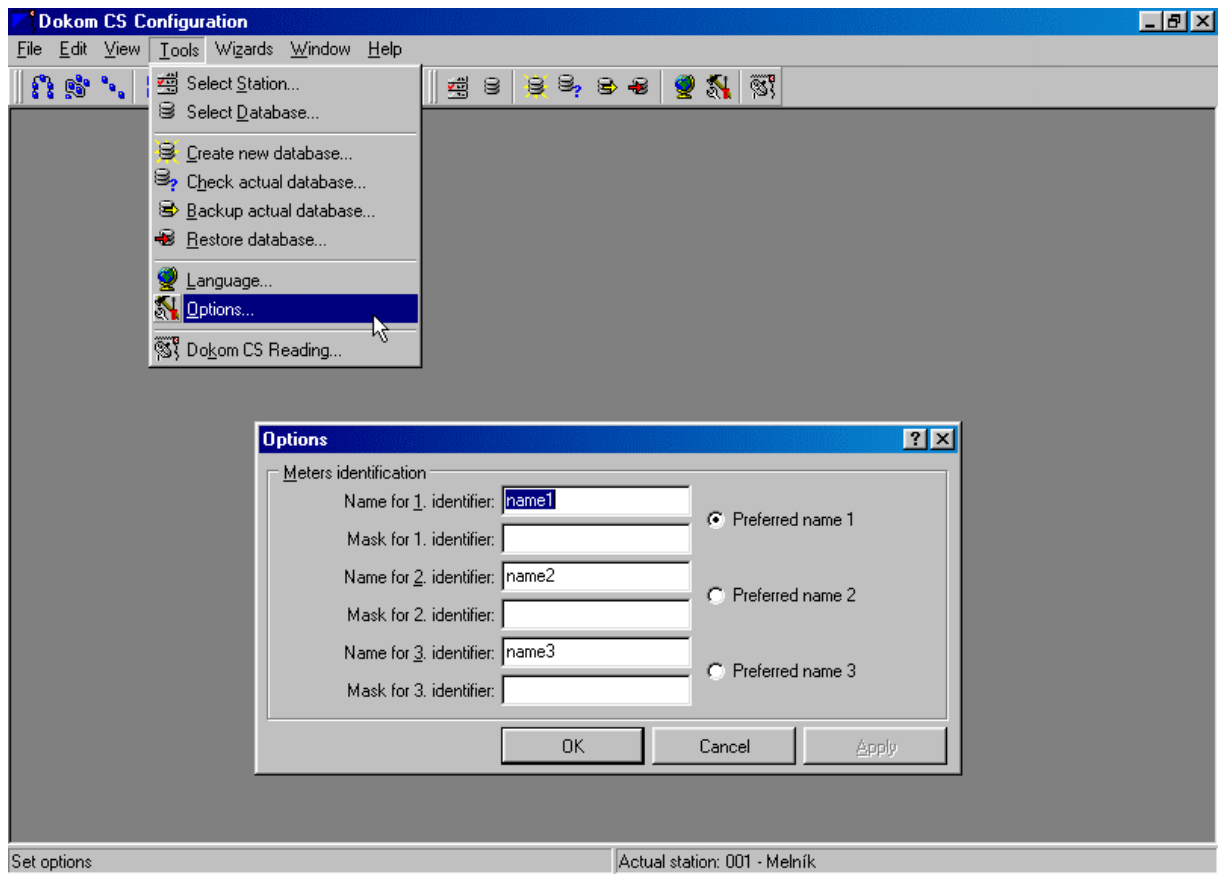 Dokom CS Configuration
File Edit View Tools Wizards Window Help
Select Station...
Select Database...
Create new database...
Check actual database...
Backup actual database...
Restore database...
Language...
Options...
Dokom CS Reading...
Options
Meters identification
Name for 1. identifier: name1
Preferred name 1
Mask for 1. identifier:
Name for 2. identifier: name2
Preferred name 2
Mask for 2. identifier:
Name for 3. identifier: name3
Preferred name 3
Mask for 3. identifier:
OK Cancel Apply
Set options Actual station: 001 - Melník